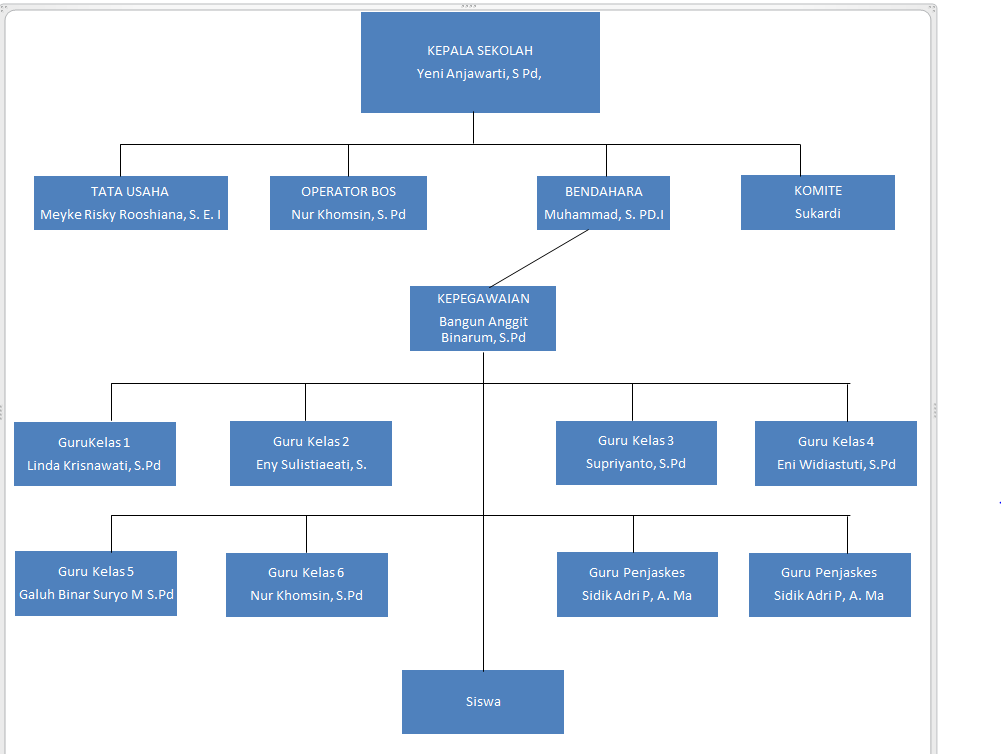 KEPALA SEKOLAH
Yeni Anjawarti, S Pd,
TATA USAHA
Meyke Risky Rooshiana, S. E. I
OPERATOR BOS
Nur Khomsin, S. Pd
BENDAHARA
Muhammad, S. PD.I
KOMITE
Sukardi
KEPEGAWAIAN
Bangun Anggit
Binarum, S.Pd
GuruKelas 1
Linda Krisnawati, S.Pd
Guru Kelas 2
Eny Sulistiaeati, S.
Guru Kelas 3
Supriyanto, S.Pd
Guru Kelas 4
Eni Widiastuti, S.Pd
Guru Kelas 5
Galuh Binar Suryo M S.Pd
Guru Kelas 6
Nur Khomsin, S.Pd
Guru Penjaskes
Sidik Adri P, A. Ma
Guru Penjaskes
Sidik Adri P, A. Ma
Siswa